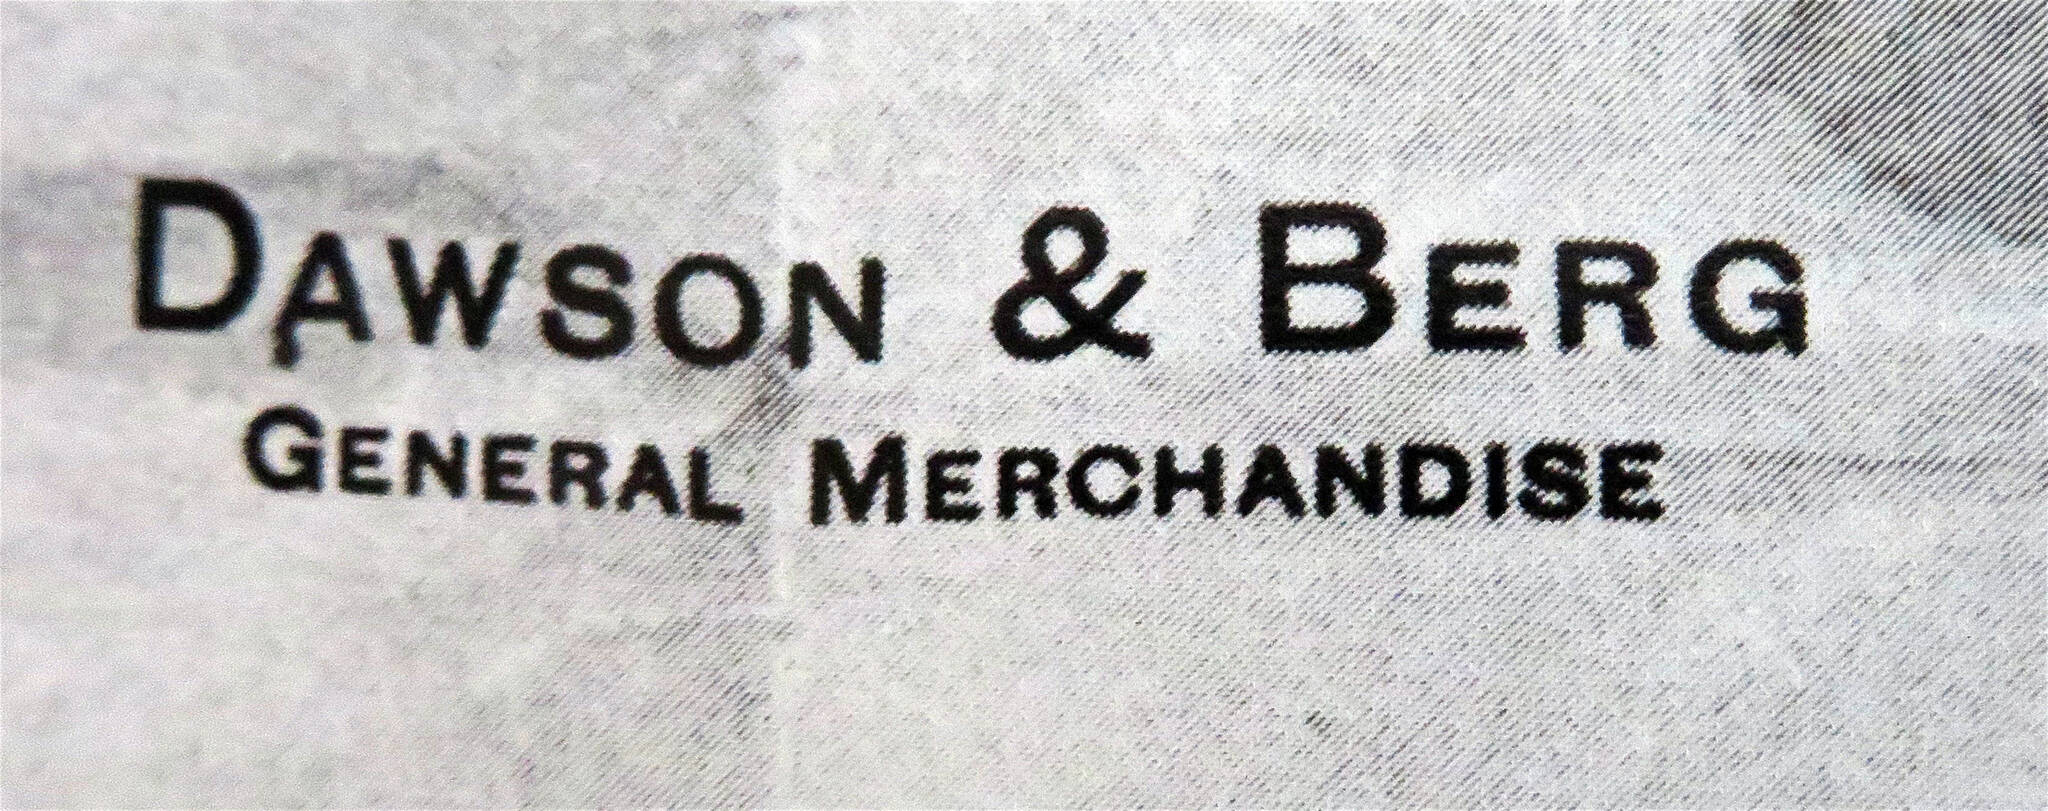 DAWSON & BERG
GENERAL MERCHANDISE